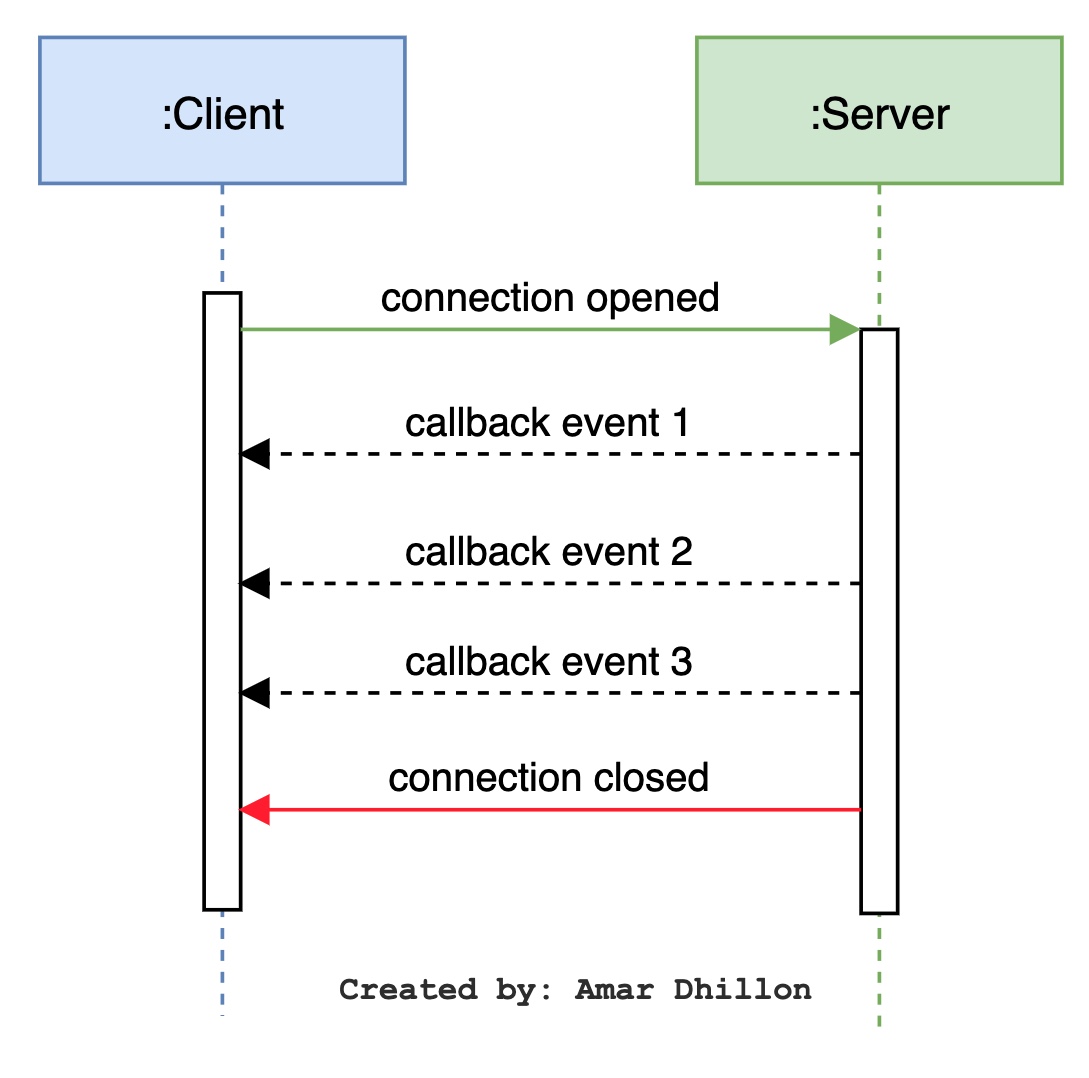 :Client
:Server
connection opened
callback event 1
callback event 2
callback event 3
connection closed
Created by: Amar Dhillon